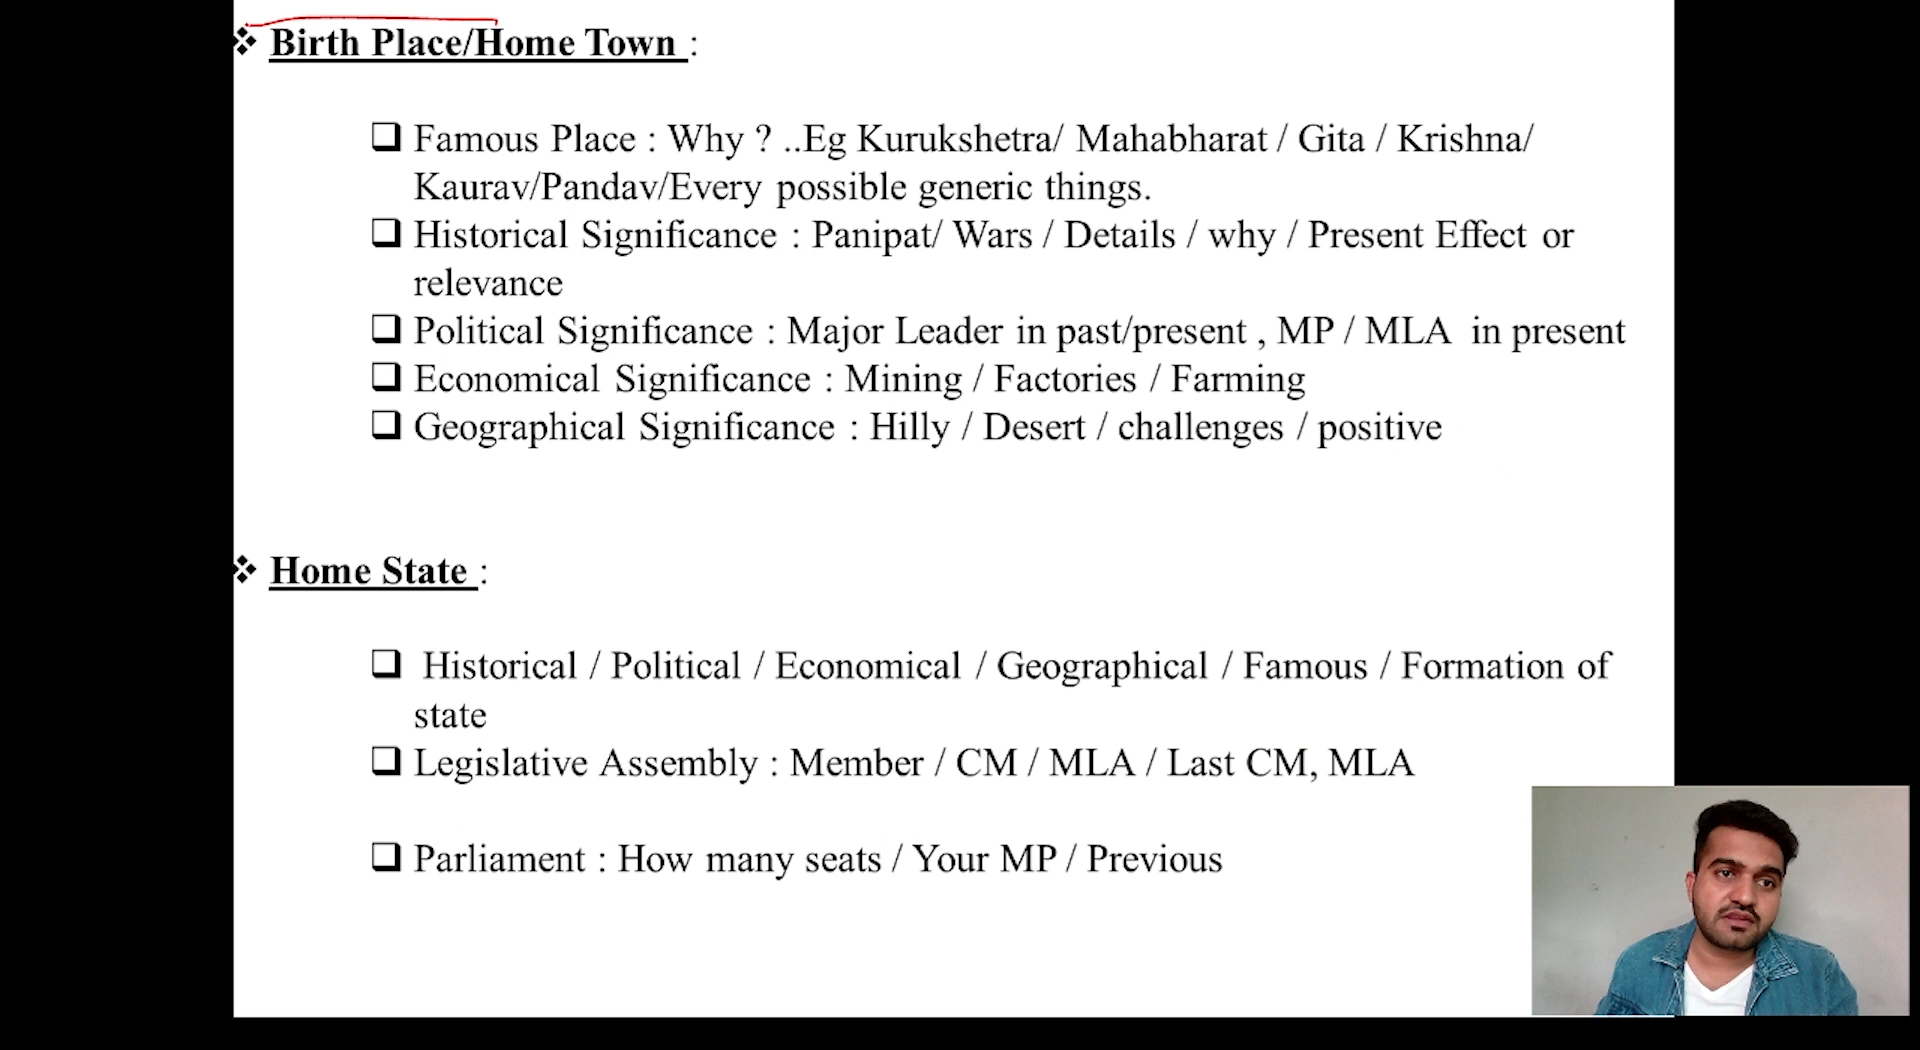 ❖ Birth Place/Home Town :
❑ Famous Place : Why ? ..Eg Kurukshetra/ Mahabharat / Gita / Krishna/
Kaurav/Pandav/Every possible generic things.
❑ Historical Significance : Panipat/ Wars / Details / why / Present Effect or
relevance
❑ Political Significance : Major Leader in past/present , MP / MLA in present
❑ Economical Significance : Mining / Factories / Farming
❑ Geographical Significance : Hilly / Desert / challenges / positive
❖ Home State :
❑ Historical / Political / Economical / Geographical / Famous / Formation of
state
❑ Legislative Assembly : Member / CM / MLA / Last CM, MLA
❑ Parliament : How many seats / Your MP / Previous